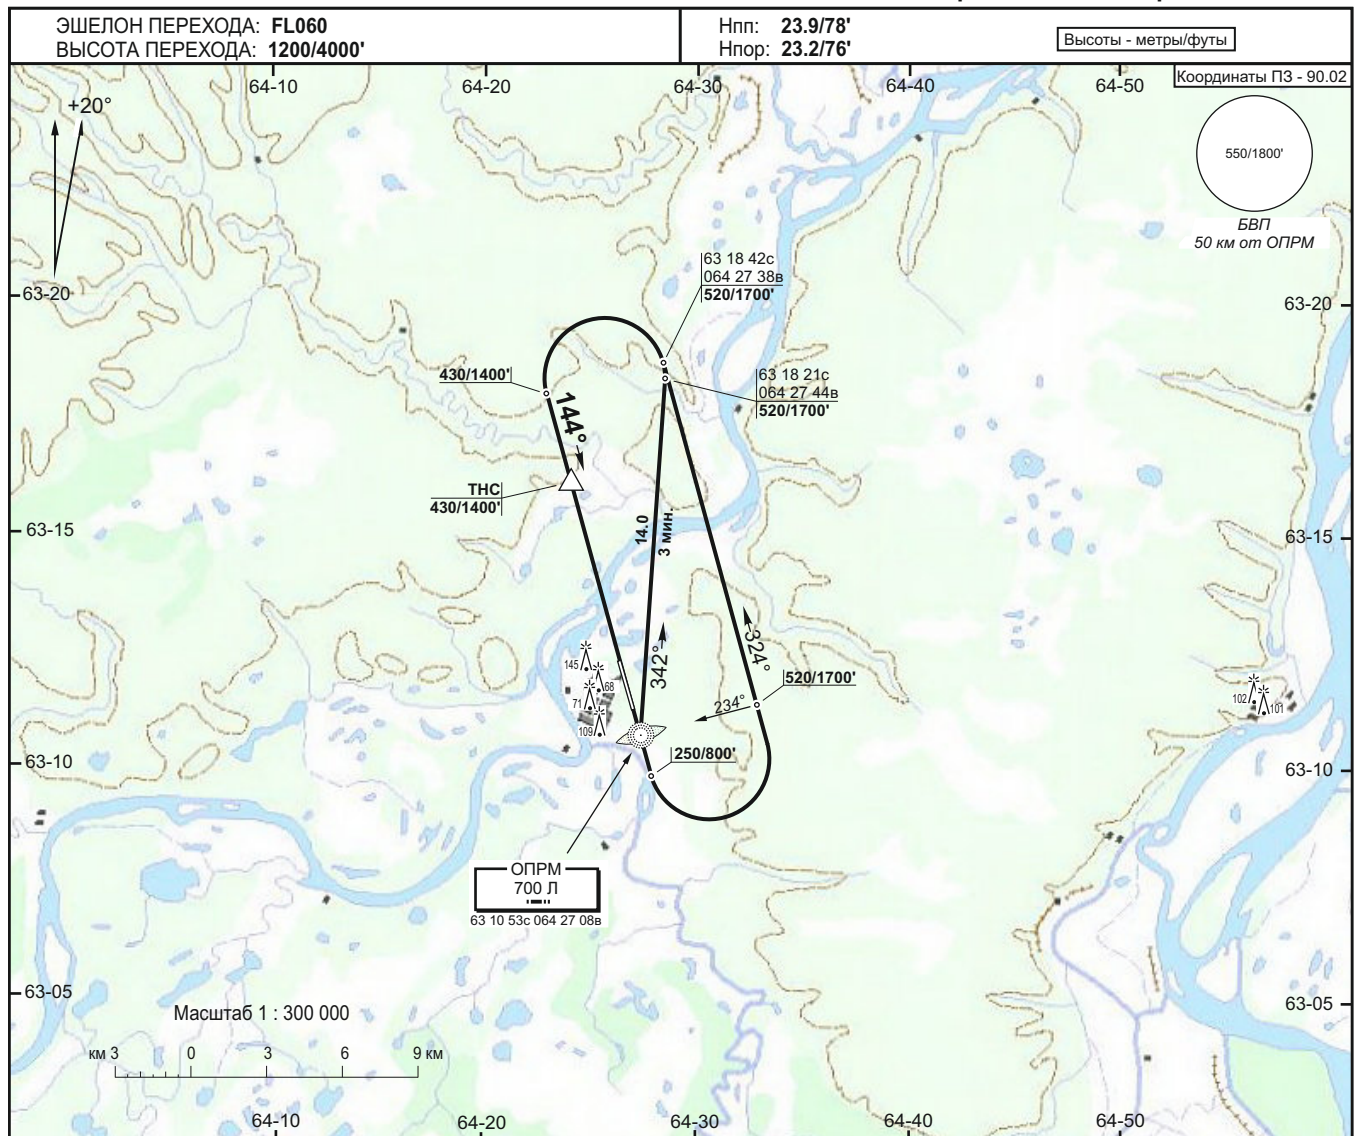 ЭШЕЛОН ПЕРЕХОДА: FL060
ВЫСОТА ПЕРЕХОДА: 1200/4000'
Нпп: 23.9/78'
Нпор: 23.2/76'
Высоты - метры/футы
Координаты ПЗ - 90.02
64-10
64-20
64-30
64-40
64-50
+20°
550/1800'
БВП
50 км от ОПРМ
63 18 42с
064 27 38в
520/1700'
63-20
63-20
430/1400'
63 18 21с
064 27 44в
520/1700'
144°
ТНС
430/1400'
14.0
3 мин.
63-15
63-15
342°
324°
145
68
71
109
520/1700'
234°
102
101
250/800'
63-10
63-10
ОПРМ
700 Л
63 10 53с 064 27 08в
63-05
63-05
Масштаб 1 : 300 000
км 3 0 3 6 9 км
64-10
64-20
64-30
64-40
64-50